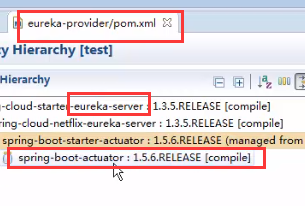 eureka-provider/pom.xml
Hierarchy [test]
Hierarchy
-cloud-starter-eureka-server : 1.3.5.RELEASE [compile]
ng-cloud-netflix-eureka-server : 1.3.5.RELEASE [compile]
spring-boot-starter-actuator : 1.5.6.RELEASE (managed from
spring-boot-actuator : 1.5.6.RELEASE [compile]